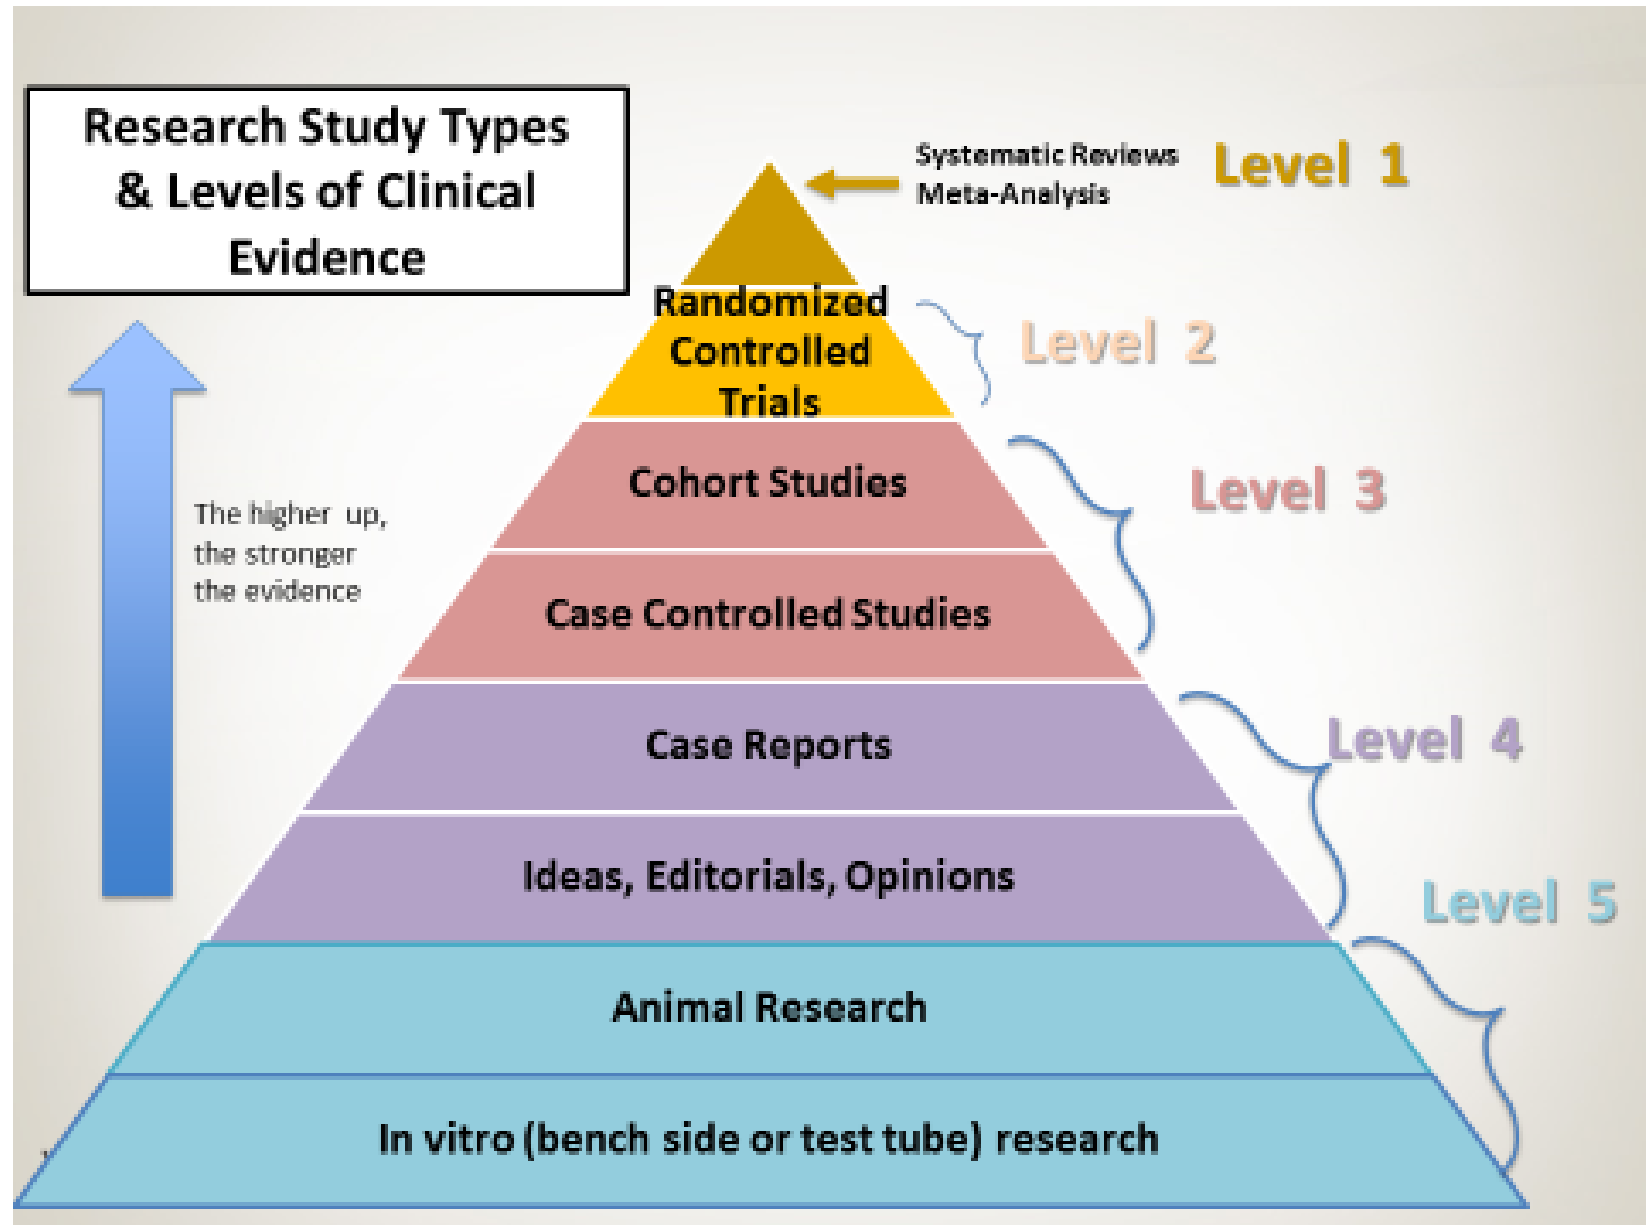 Research Study Types
& Levels of Clinical
Evidence
Systematic Reviews
Meta-Analysis
Level 1
Randomized
Controlled
Trials
Level 2
Cohort Studies
Level 3
The higher up,
the stronger
the evidence
Case Controlled Studies
Case Reports
Level 4
Ideas, Editorials, Opinions
Level 5
Animal Research
In vitro (bench side or test tube) research